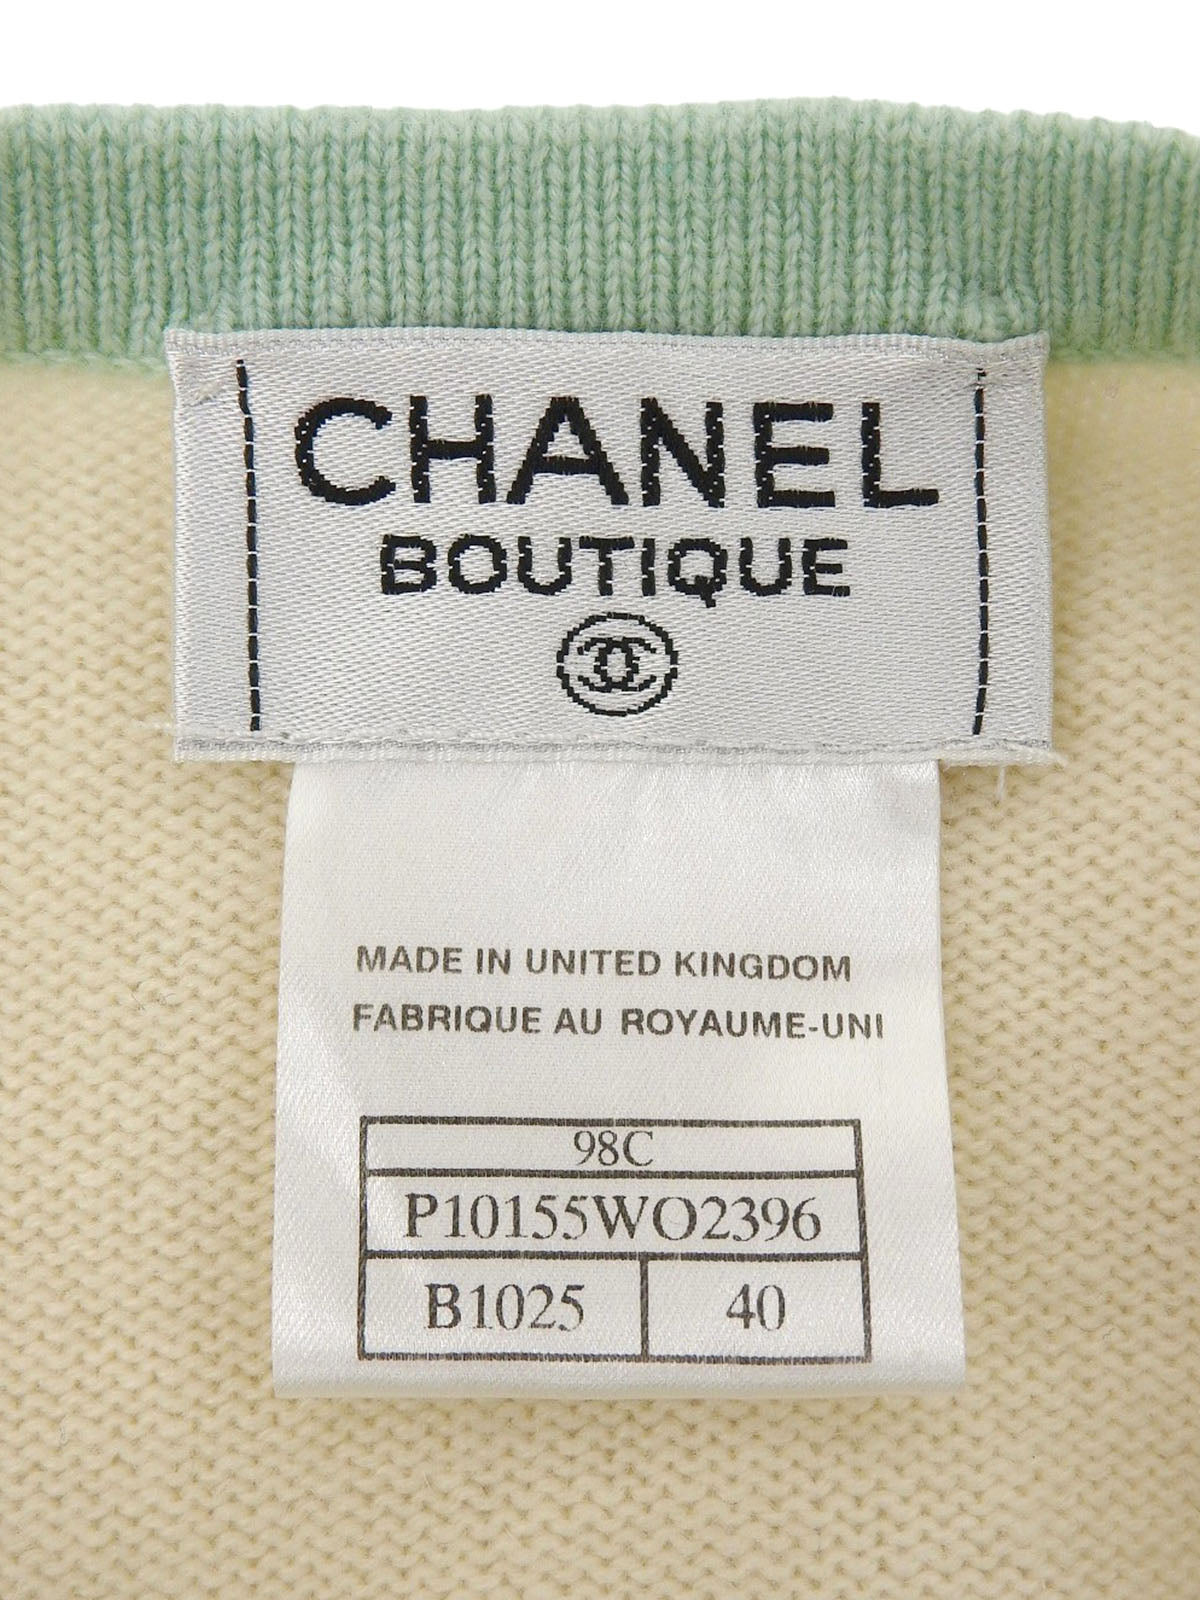 CHANEL
BOUTIQUE
MADE IN UNITED KINGDOM
FABRIQUE AU ROYAUME-UNI
98C
P10155WO2396
B1025 40